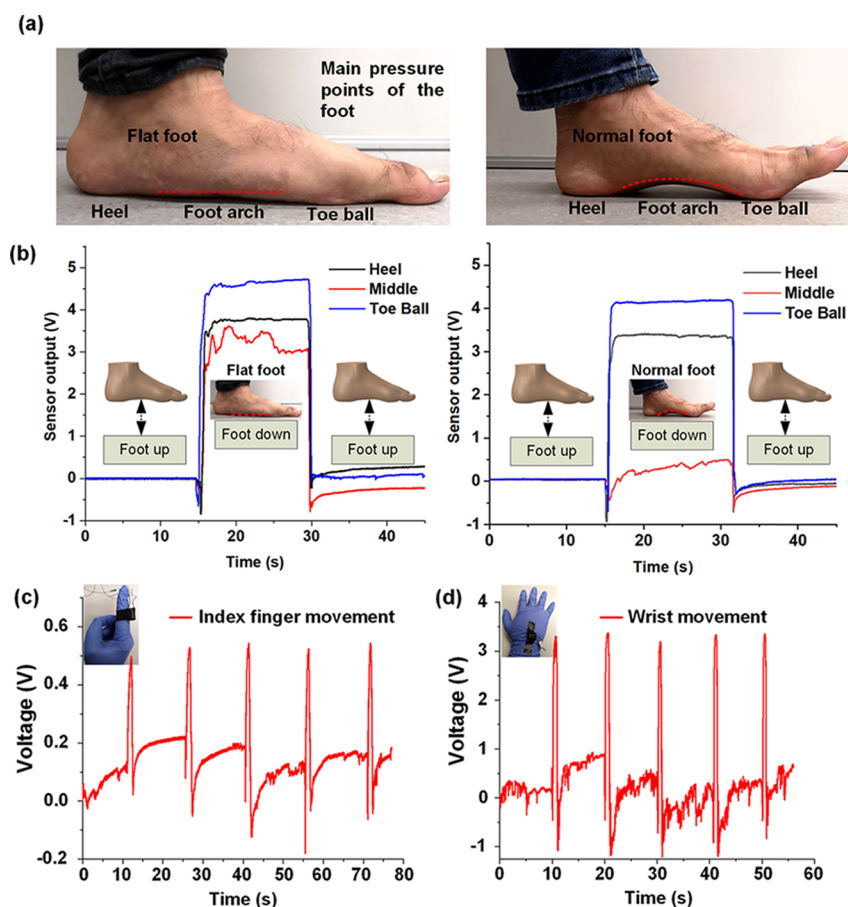 (a)
Main pressure
points of the
foot
Flat foot
Heel
Foot arch
Toe ball
Normal foot
Heel
Foot arch
Toe ball
(b)
Sensor output (V)
5
4
3
2
1
0
-1
Heel
Middle
Toe Ball
Flat foot
Foot up
Foot down
Foot up
0
10
20
30
40
Time (s)
Sensor output (V)
5
4
3
2
1
0
-1
Heel
Middle
Toe Ball
Normal foot
Foot up
Foot down
Foot up
0
10
20
30
40
Time (s)
(c)
Index finger movement
Voltage (V)
0.6
0.4
0.2
0.0
-0.2
0
10
20
30
40
50
60
70
80
Time (s)
(d)
Wrist movement
Voltage (V)
4
3
2
1
0
-1
0
10
20
30
40
50
60
Time (s)